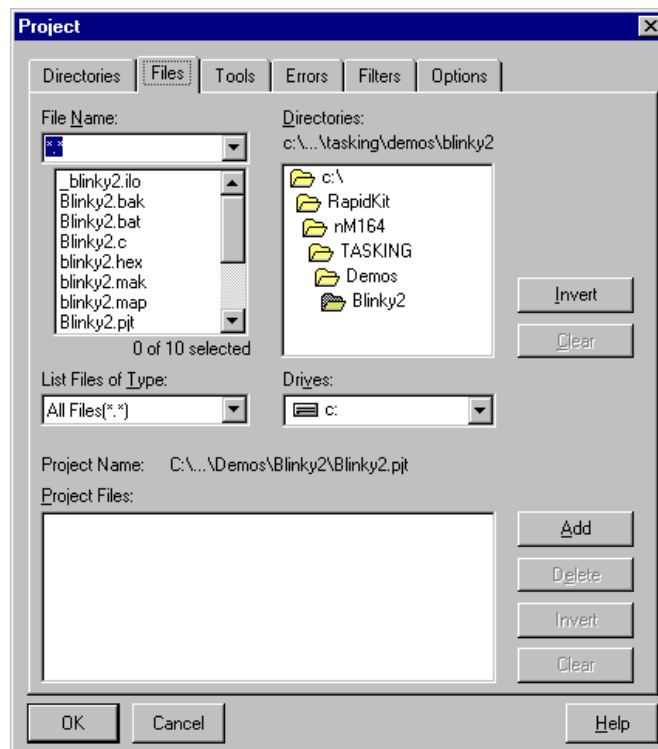 Project
Directories Files Tools Errors Filters Options
File Name:
*.*
_blinky2.ilo
Blinky2.bak
Blinky2.bat
Blinky2.c
blinky2.hex
blinky2.mak
blinky2.map
Blinky2.pjt
0 of 10 selected
Directories:
c:\...\tasking\demos\blinky2
c:\
RapidKit
nM164
TASKING
Demos
Blinky2
Invert
Clear
List Files of Type:
All Files(*.*)
Drives:
c:
Project Name: C:\...\Demos\Blinky2\Blinky2.pjt
Project Files:
Add
Delete
Invert
Clear
OK Cancel Help